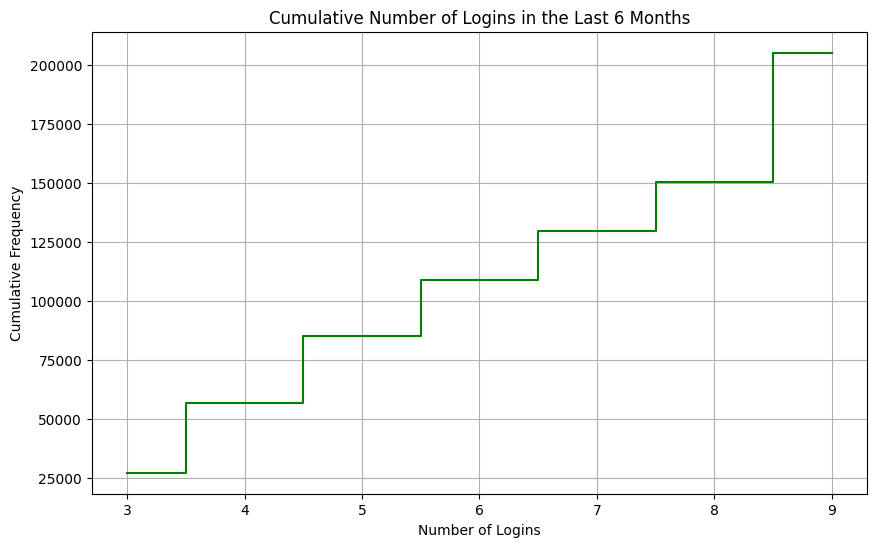 Cumulative Number of Logins in the Last 6 Months
200000
175000
150000
125000
100000
75000
50000
25000
Cumulative Frequency
3 4 5 6 7 8 9
Number of Logins